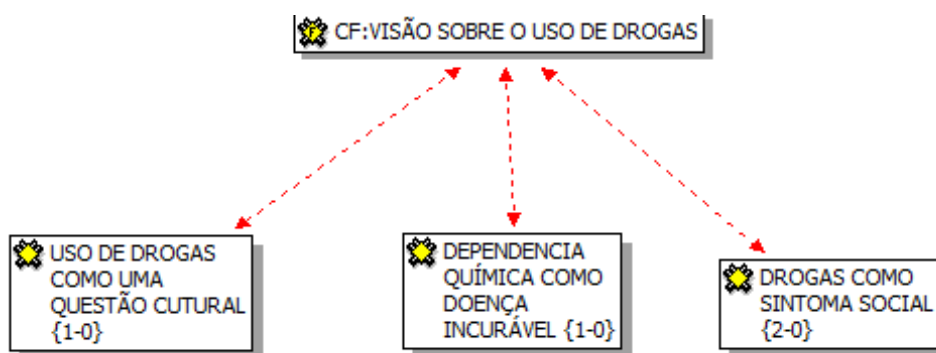 CF:VISÃO SOBRE O USO DE DROGAS
USO DE DROGAS
COMO UMA
QUESTÃO CUTURAL
{1-0}
DEPENDENCIA
QUÍMICA COMO
DOENÇA
INCURÁVEL {1-0}
DROGAS COMO
SINTOMA SOCIAL
{2-0}